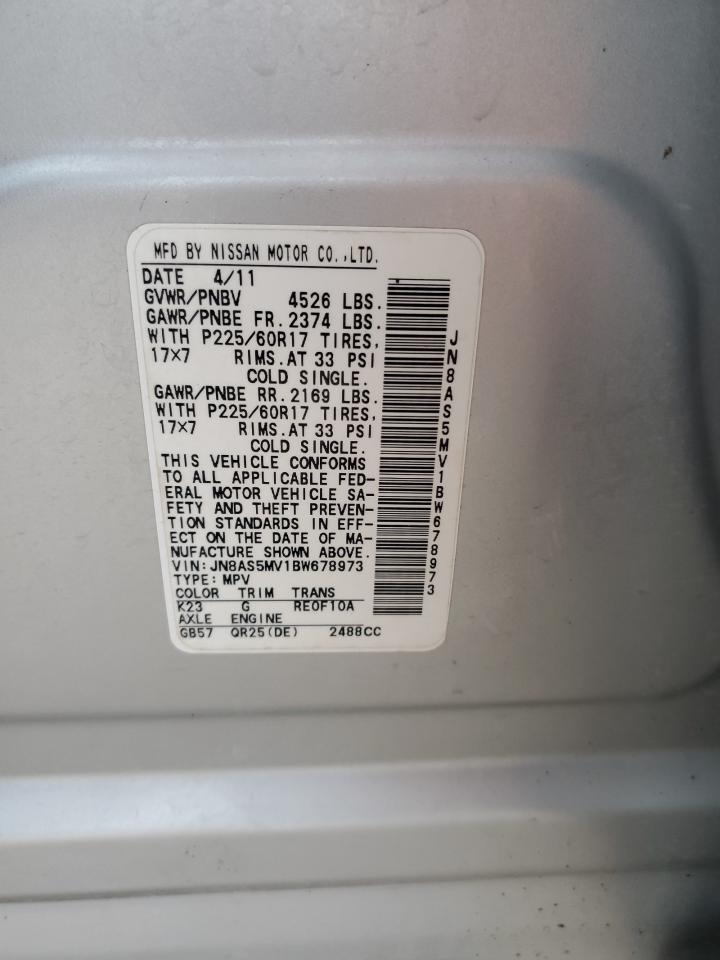 MFD BY NISSAN MOTOR CO.,LTD.
DATE 4/11
GVWR/PNBV 4526 LBS.
GAWR/PNBE FR. 2374 LBS.
WITH P225/60R17 TIRES,
17×7 RIMS.AT 33 PSI
COLD SINGLE.
GAWR/PNBE RR. 2169 LBS.
WITH P225/60R17 TIRES,
17×7 RIMS.AT 33 PSI
COLD SINGLE.
THIS VEHICLE CONFORMS
TO ALL APPLICABLE FED-
ERAL MOTOR VEHICLE SA-
FETY AND THEFT PREVEN-
TION STANDARDS IN EFF-
ECT ON THE DATE OF MA-
NUFACTURE SHOWN ABOVE.
VIN:JN8AS5MV1BW678973
TYPE:MPV
COLOR TRIM TRANS
K23 G RE0F10A
AXLE ENGINE
GB57 QR25(DE) 2488CC
JN8AS5MV1BW678973